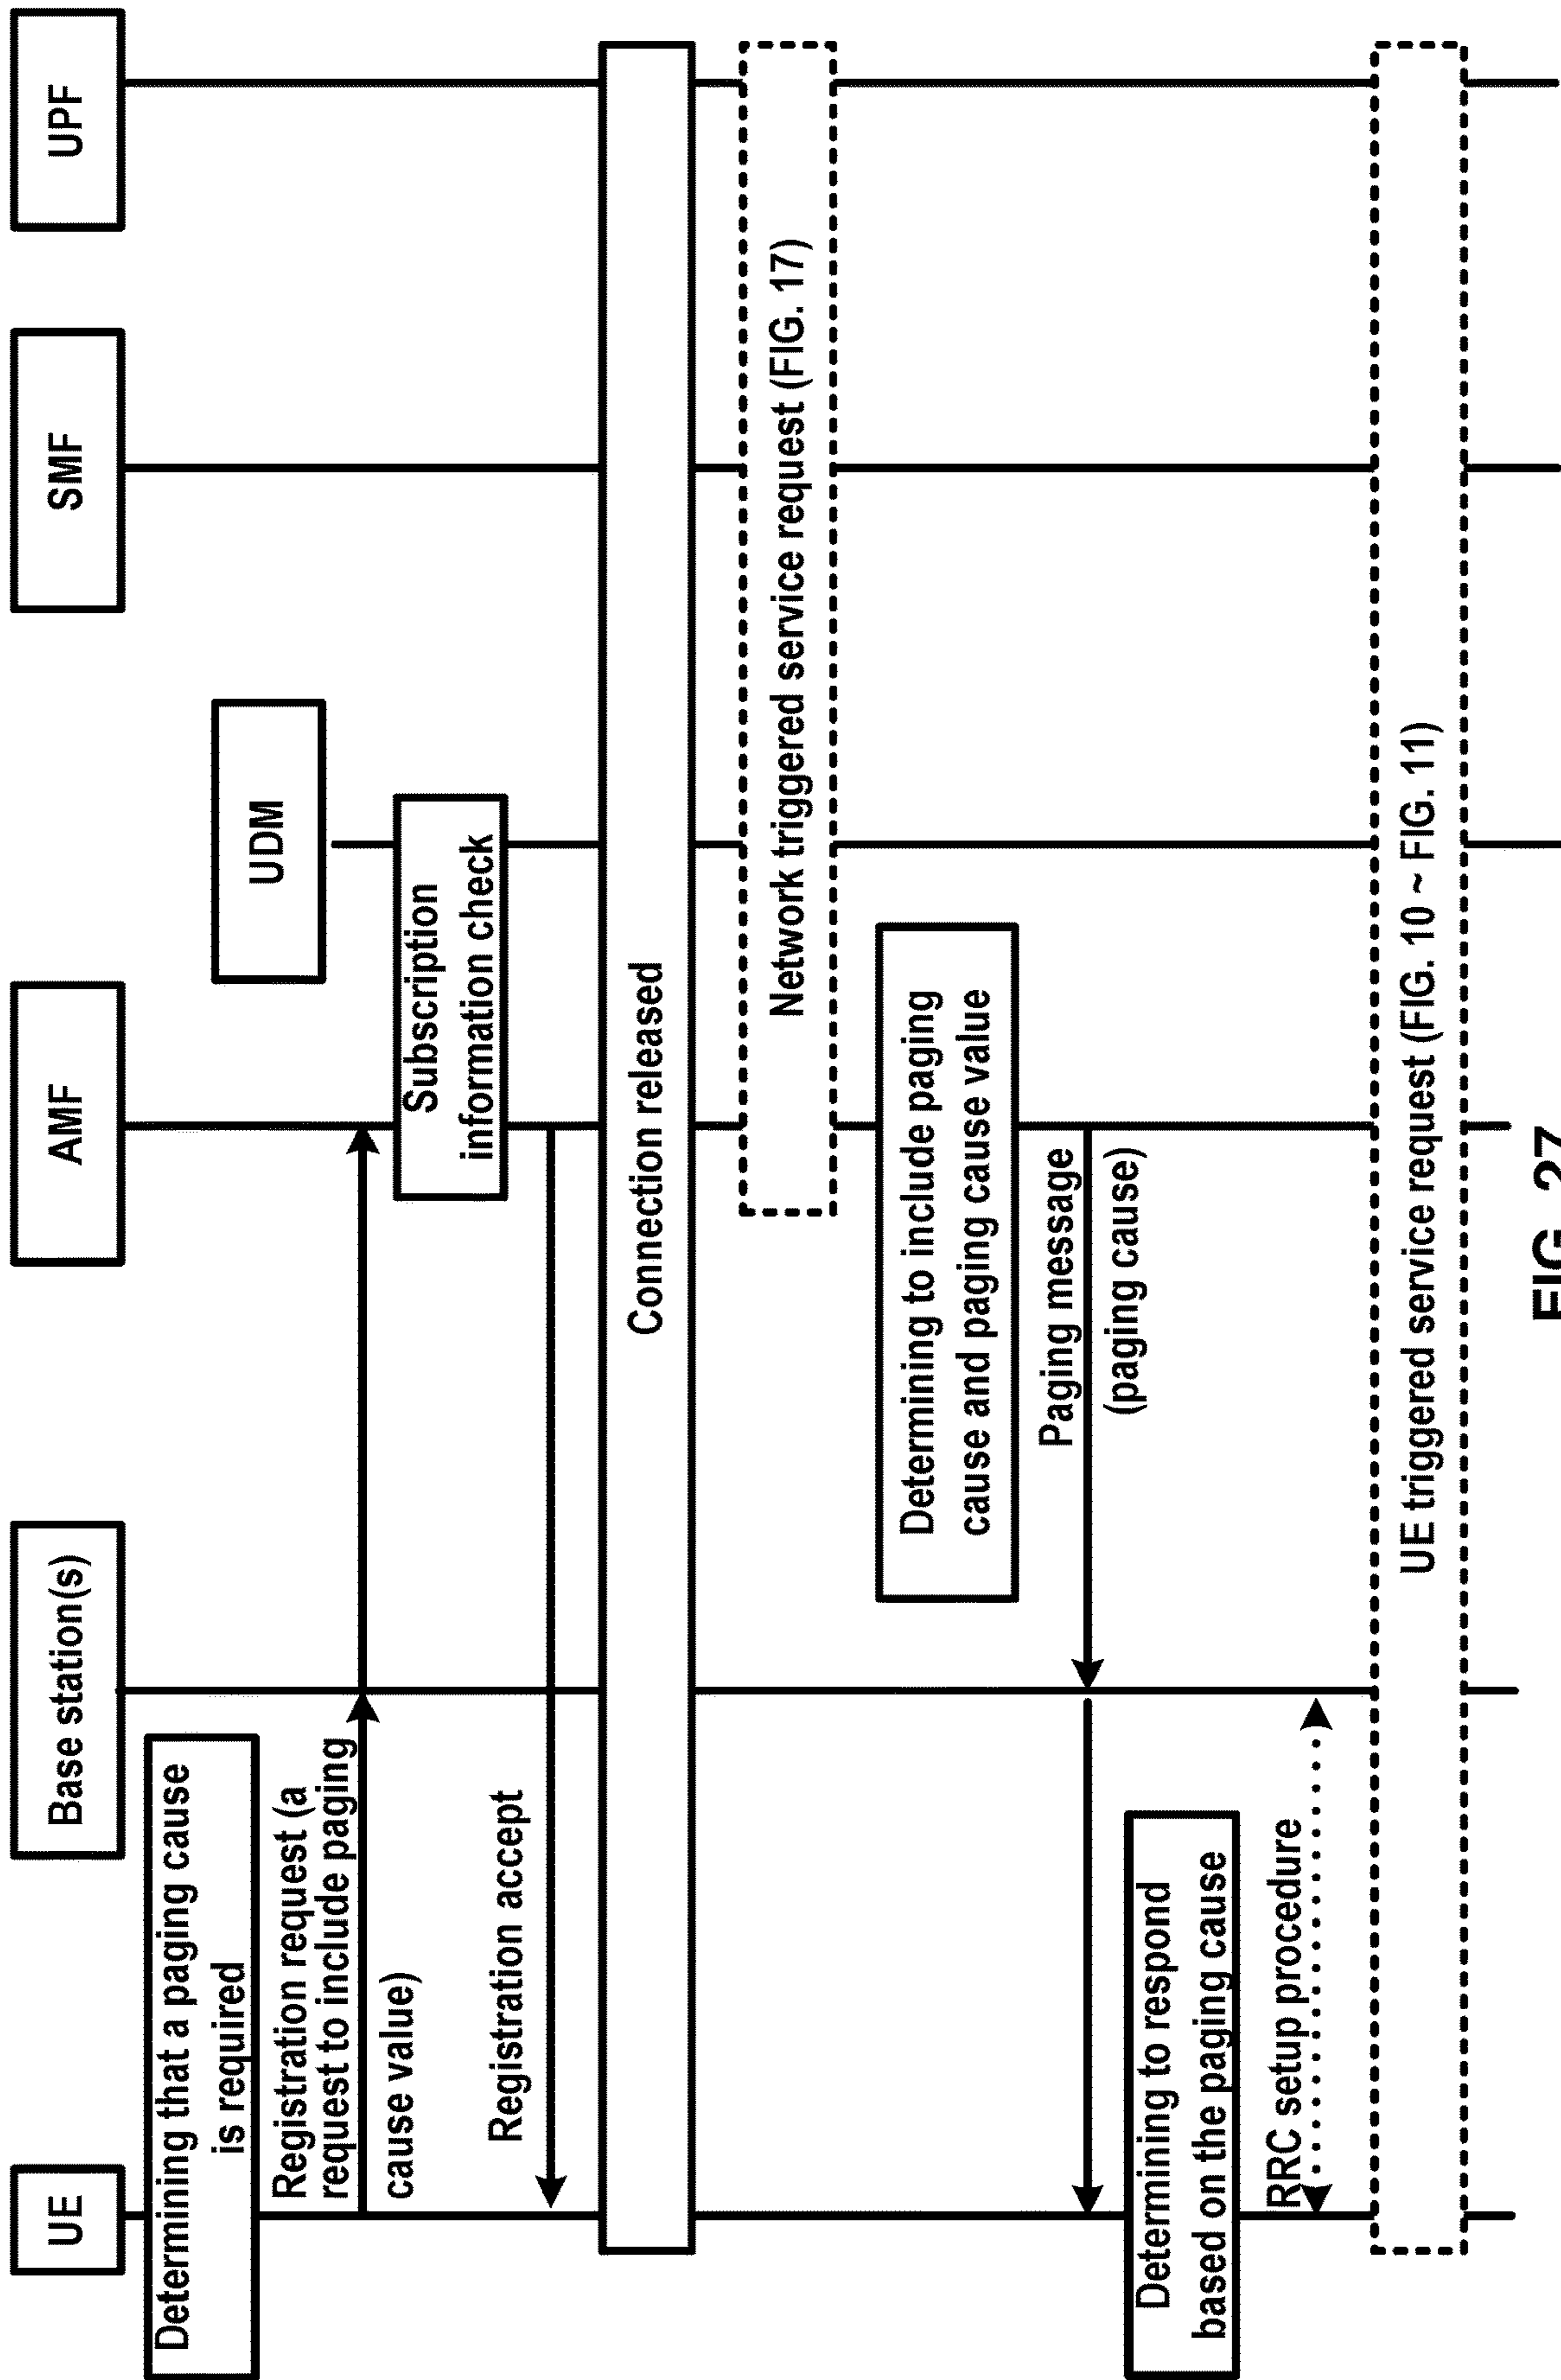 UE
Base station(s)
AMF
SMF
UPF
Determining that a paging cause
is required
UDM
Registration request (a
request to include paging
cause value)
Subscription
information check
Registration accept
Connection released
Network triggered service request (FIG. 17)
Determining to include paging
cause and paging cause value
Paging message
(paging cause)
Determining to respond
based on the paging cause
RRC setup procedure
UE triggered service request (FIG. 10 ~ FIG. 11)
FIG. 27